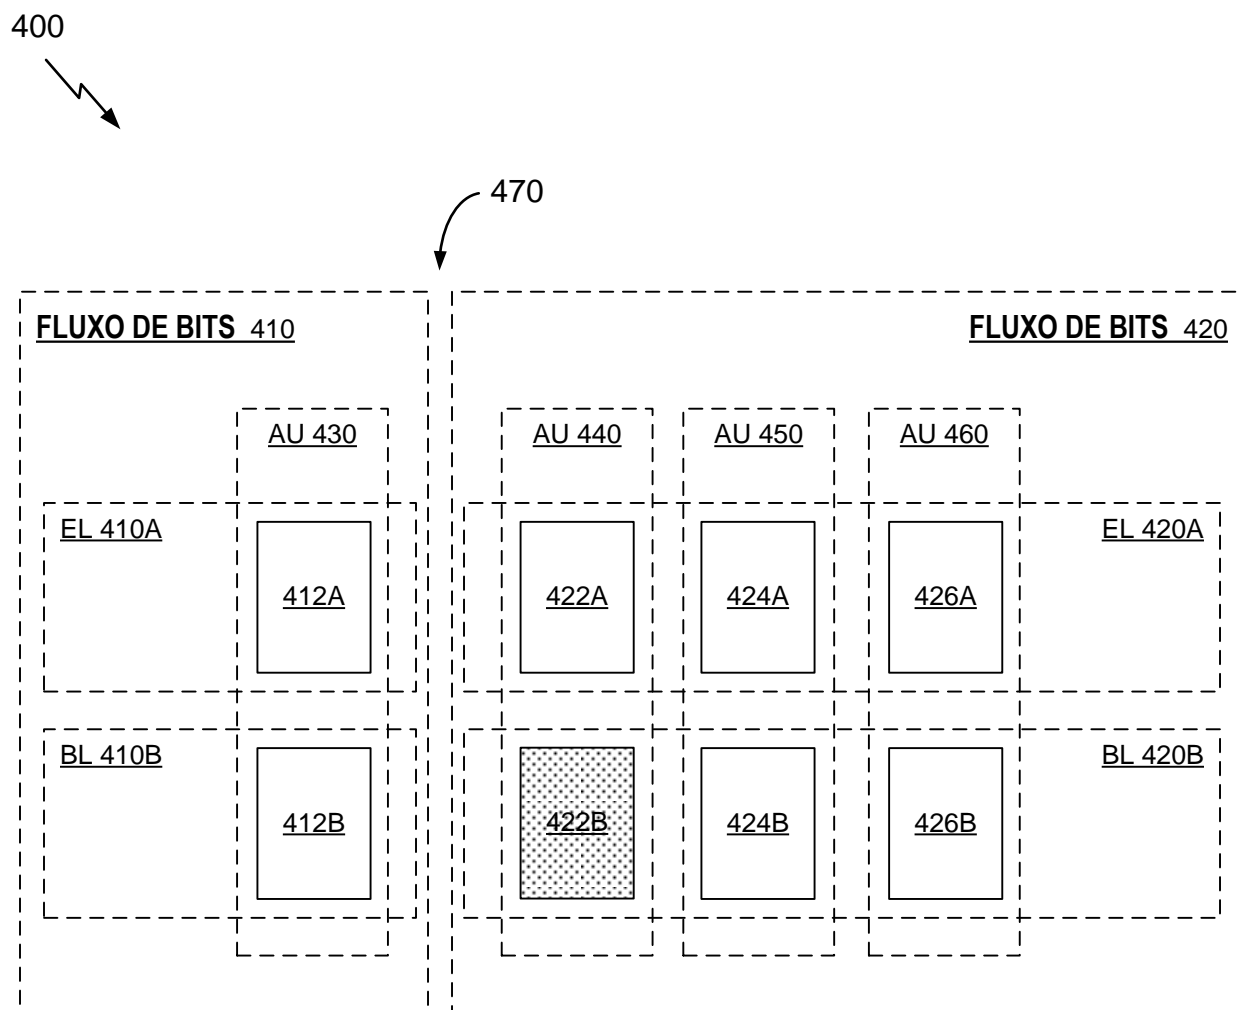 400
470
FLUXO DE BITS 410
FLUXO DE BITS 420
AU 430
AU 440
AU 450
AU 460
EL 410A
EL 420A
412A
422A
424A
426A
BL 410B
BL 420B
412B
422B
424B
426B